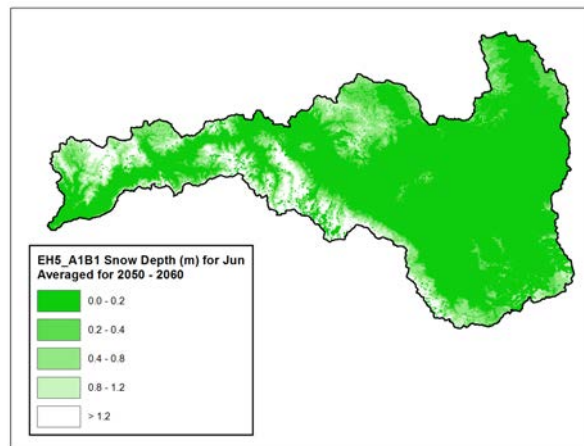 EH5_A1B1 Snow Depth (m) for Jun
Averaged for 2050 - 2060
0.0 - 0.2
0.2 - 0.4
0.4 - 0.8
0.8 - 1.2
> 1.2